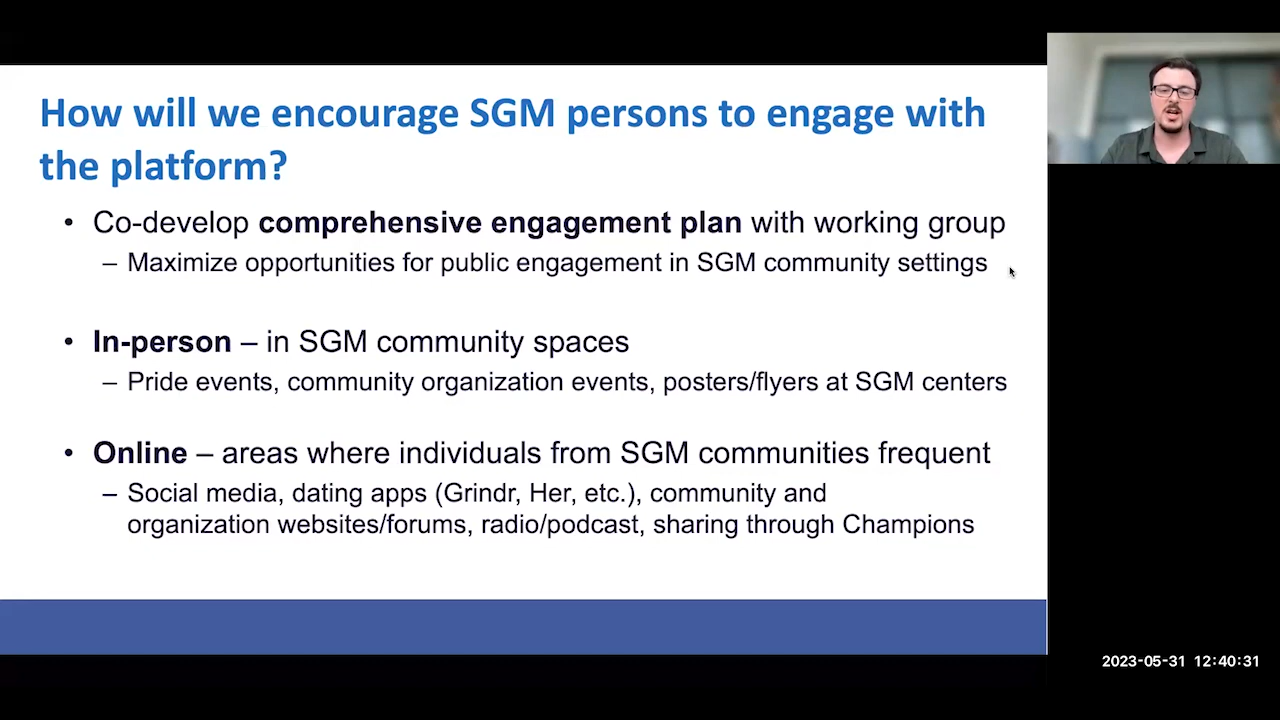 How will we encourage SGM persons to engage with
the platform?
• Co-develop comprehensive engagement plan with working group
– Maximize opportunities for public engagement in SGM community settings
• In-person – in SGM community spaces
– Pride events, community organization events, posters/flyers at SGM centers
• Online – areas where individuals from SGM communities frequent
– Social media, dating apps (Grindr, Her, etc.), community and
organization websites/forums, radio/podcast, sharing through Champions
2023-05-31 12:40:31